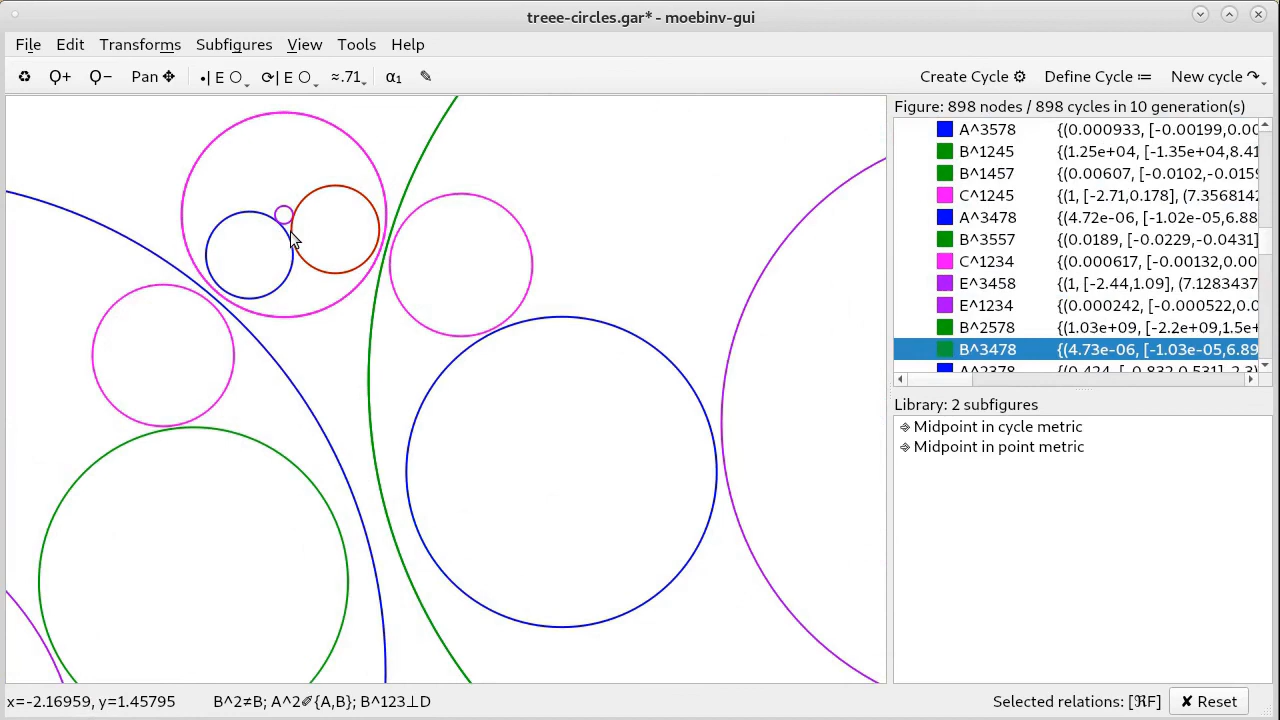 treee-circles.gar* - moebinv-gui
File Edit Transforms Subfigures View Tools Help
Pan •| E ○ ⟳| E ○ ≈.71 α₁ Create Cycle Define Cycle New cycle
Figure: 898 nodes / 898 cycles in 10 generation(s)
A^3578 {(0.000933, [-0.00199,0.00
B^1245 {(1.25e+04, [-1.35e+04,8.41
B^1457 {(0.00607, [-0.0102,-0.0159
C^1245 {(1, [-2.71,0.178], (7.3568142
A^3478 {(4.72e-06, [-1.02e-05,6.88
B^3557 {(0.0189, [-0.0229,-0.0431]
C^1234 {(0.000617, [-0.00132,0.00
E^3458 {(1, [-2.44,1.09], (7.1283437
E^1234 {(0.000242, [-0.000522,0.0
B^2578 {(1.03e+09, [-2.2e+09,1.5e+
B^3478 {(4.73e-06, [-1.03e-05,6.89
Library: 2 subfigures
Midpoint in cycle metric
Midpoint in point metric
x=-2.16959, y=1.45795 B^2≠B; A^2✐{A,B}; B^123⊥D Selected relations: [ℜF] ✘ Reset